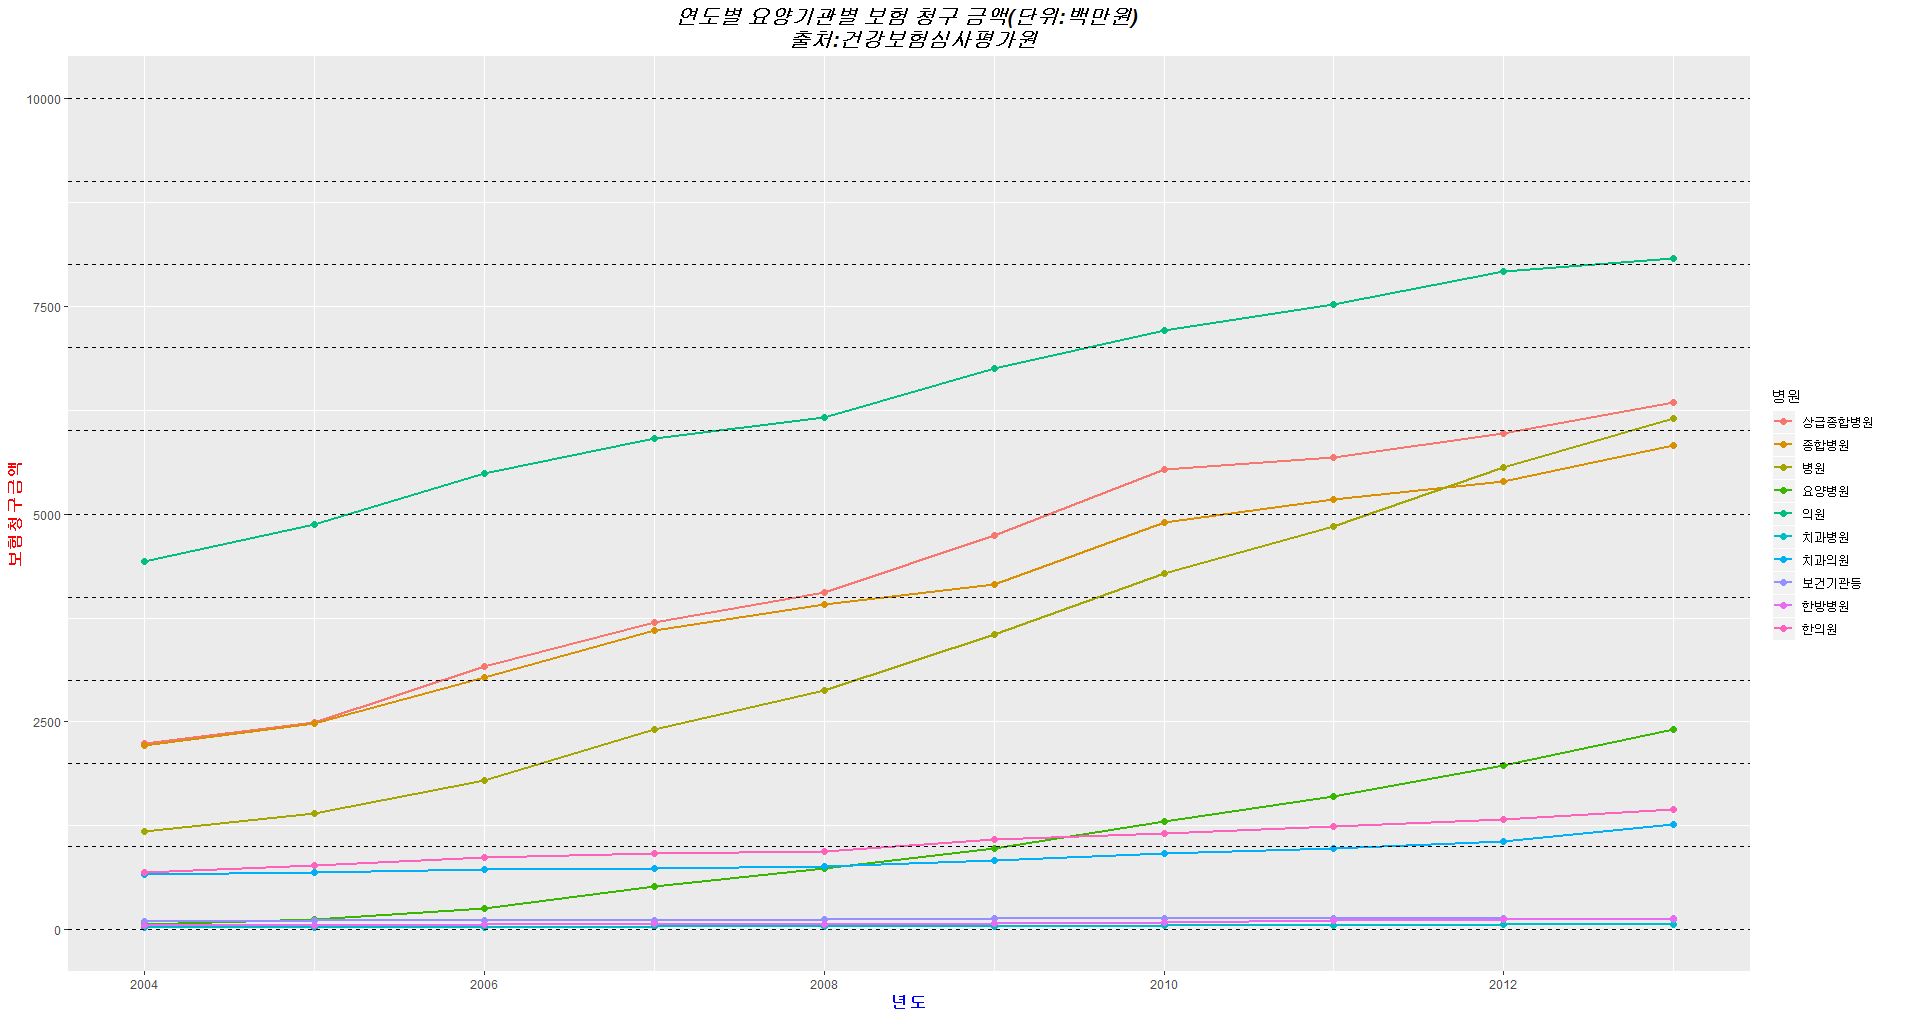 연도별 요양기관별 보험 청구 금액(단위:백만원)
출처:건강보험심사평가원
10000
7500
5000
2500
0
보험청구금액
2004
2006
2008
2010
2012
년도
병원
상급종합병원
종합병원
병원
요양병원
의원
치과병원
치과의원
보건기관등
한방병원
한의원